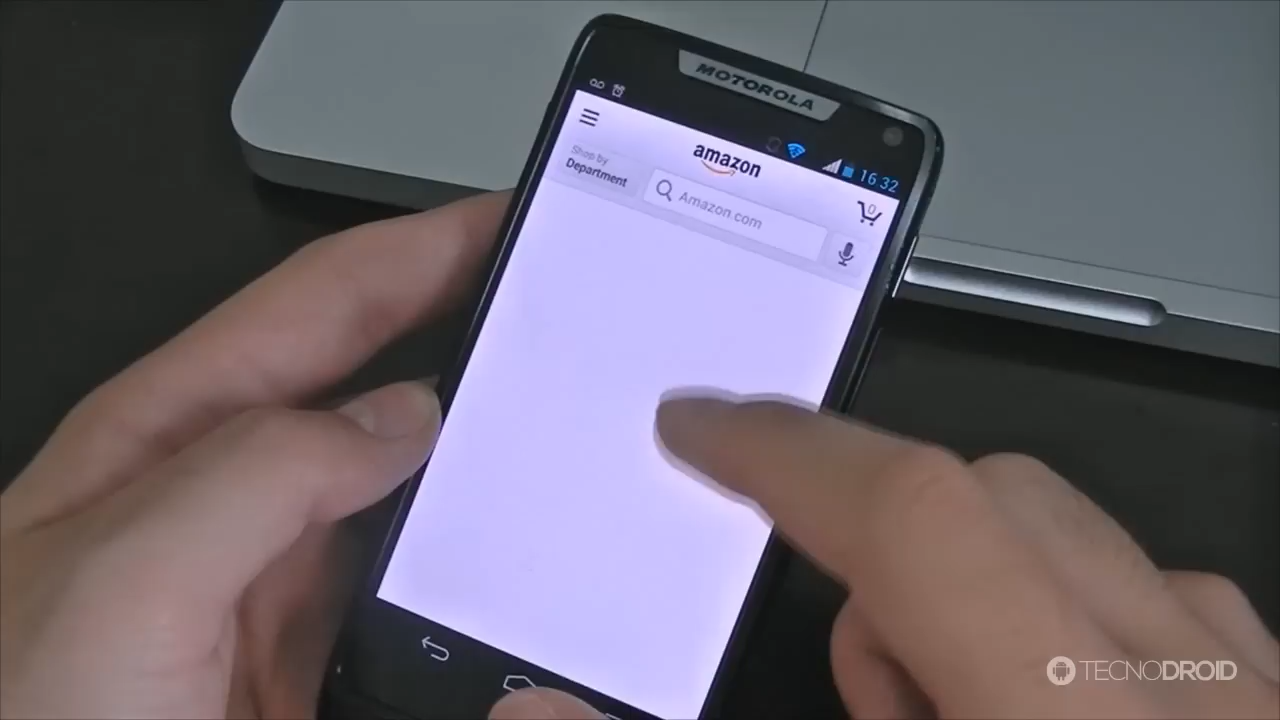 MOTOROLA
16:32
amazon
Shop by
Department
Amazon.com
0
TECNODROID